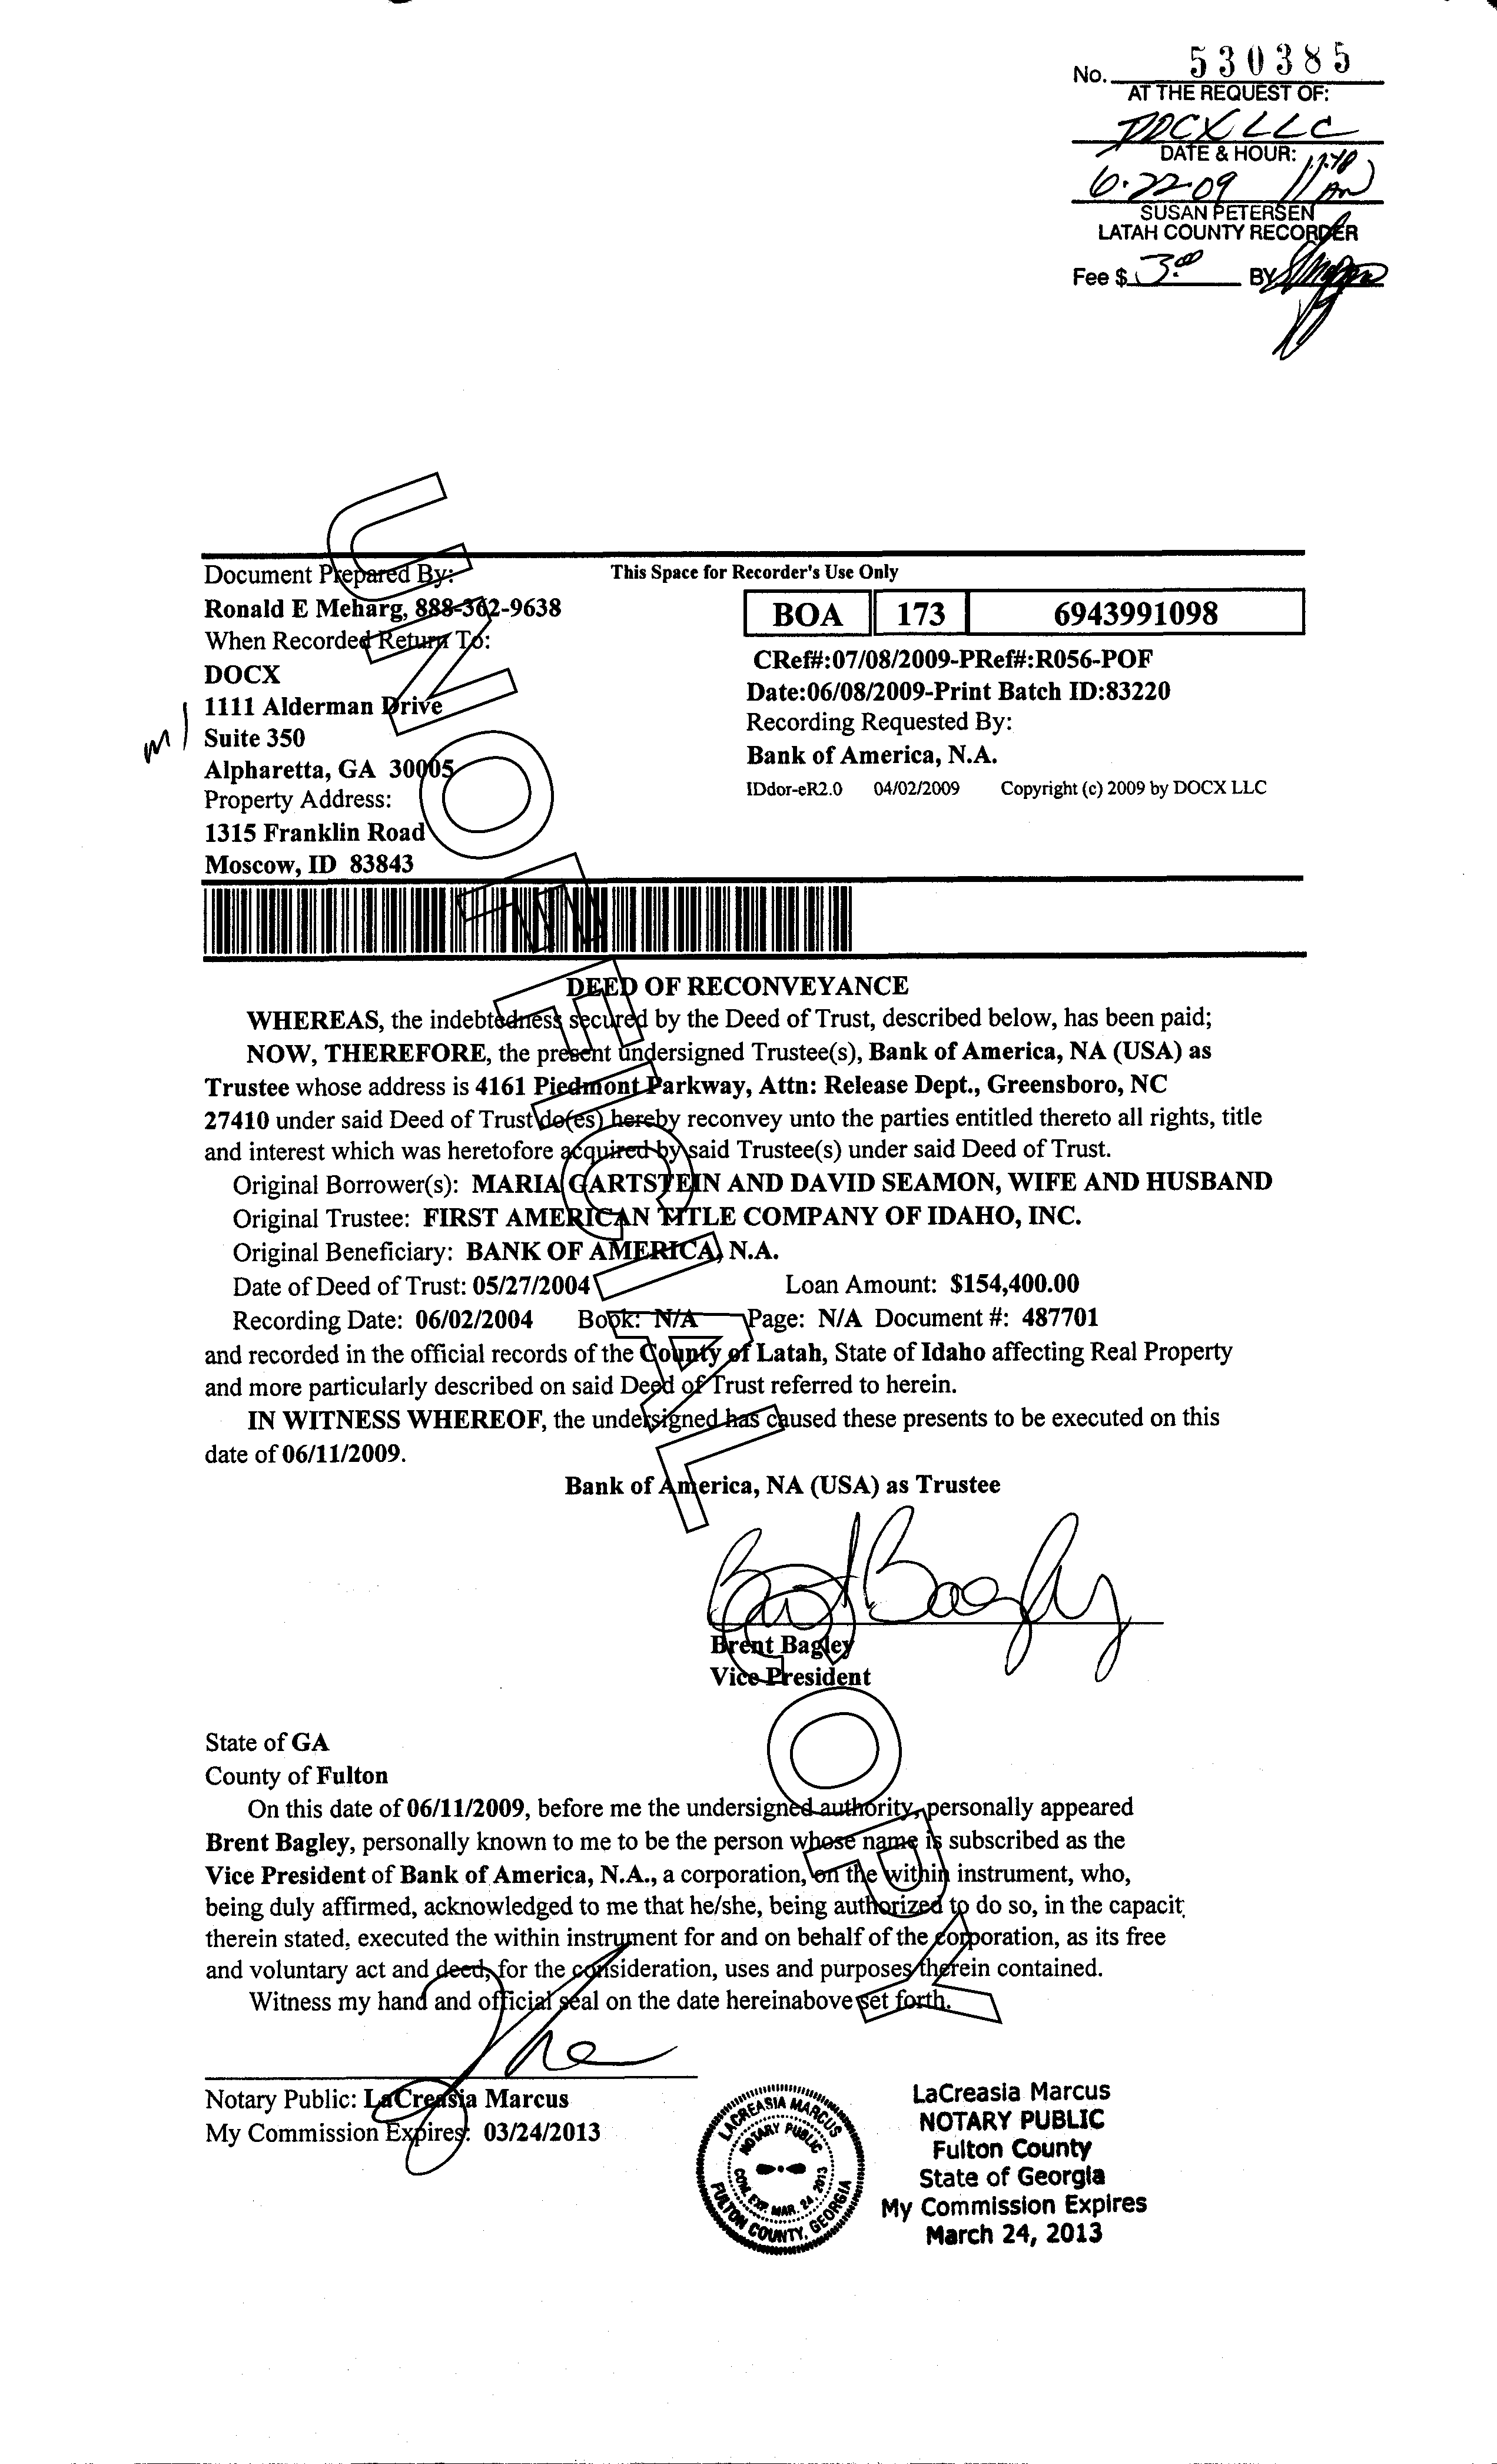 No. 530385
AT THE REQUEST OF:
DOCX LLC
DATE & HOUR:
6.22.09 AM
SUSAN PETERSEN
LATAH COUNTY RECORDER
Fee $ 3.00 BY
This Space for Recorder's Use Only
Document Prepared By:
Ronald E Meharg, 888-362-9638
When Recorded Return To:
DOCX
1111 Alderman Drive
Suite 350
Alpharetta, GA 30005
Property Address:
1315 Franklin Road
Moscow, ID 83843
BOA 173 6943991098
CRef#:07/08/2009-PRef#:R056-POF
Date:06/08/2009-Print Batch ID:83220
Recording Requested By:
Bank of America, N.A.
IDdor-eR2.0 04/02/2009 Copyright (c) 2009 by DOCX LLC
DEED OF RECONVEYANCE
WHEREAS, the indebtedness secured by the Deed of Trust, described below, has been paid;
NOW, THEREFORE, the present undersigned Trustee(s), Bank of America, NA (USA) as
Trustee whose address is 4161 Piedmont Parkway, Attn: Release Dept., Greensboro, NC
27410 under said Deed of Trust do(es) hereby reconvey unto the parties entitled thereto all rights, title
and interest which was heretofore acquired by said Trustee(s) under said Deed of Trust.
Original Borrower(s): MARIA GARTSTEIN AND DAVID SEAMON, WIFE AND HUSBAND
Original Trustee: FIRST AMERICAN TITLE COMPANY OF IDAHO, INC.
Original Beneficiary: BANK OF AMERICA, N.A.
Date of Deed of Trust: 05/27/2004 Loan Amount: $154,400.00
Recording Date: 06/02/2004 Book: N/A Page: N/A Document #: 487701
and recorded in the official records of the County of Latah, State of Idaho affecting Real Property
and more particularly described on said Deed of Trust referred to herein.
IN WITNESS WHEREOF, the undersigned has caused these presents to be executed on this
date of 06/11/2009.
Bank of America, NA (USA) as Trustee
Brent Bagley
Brent Bagley
Vice President
State of GA
County of Fulton
On this date of 06/11/2009, before me the undersigned authority, personally appeared
Brent Bagley, personally known to me to be the person whose name is subscribed as the
Vice President of Bank of America, N.A., a corporation, on the within instrument, who,
being duly affirmed, acknowledged to me that he/she, being authorized to do so, in the capacit
therein stated, executed the within instrument for and on behalf of the corporation, as its free
and voluntary act and deed, for the consideration, uses and purposes therein contained.
Witness my hand and official seal on the date hereinabove set forth.
Notary Public: LaCreasia Marcus
My Commission Expires: 03/24/2013
LACREASIA MARCUS
NOTARY PUBLIC
COM. EXP. MAR. 24, 2013
FULTON COUNTY, GEORGIA
LaCreasia Marcus
NOTARY PUBLIC
Fulton County
State of Georgia
My Commission Expires
March 24, 2013
UNOFFICIAL COPY